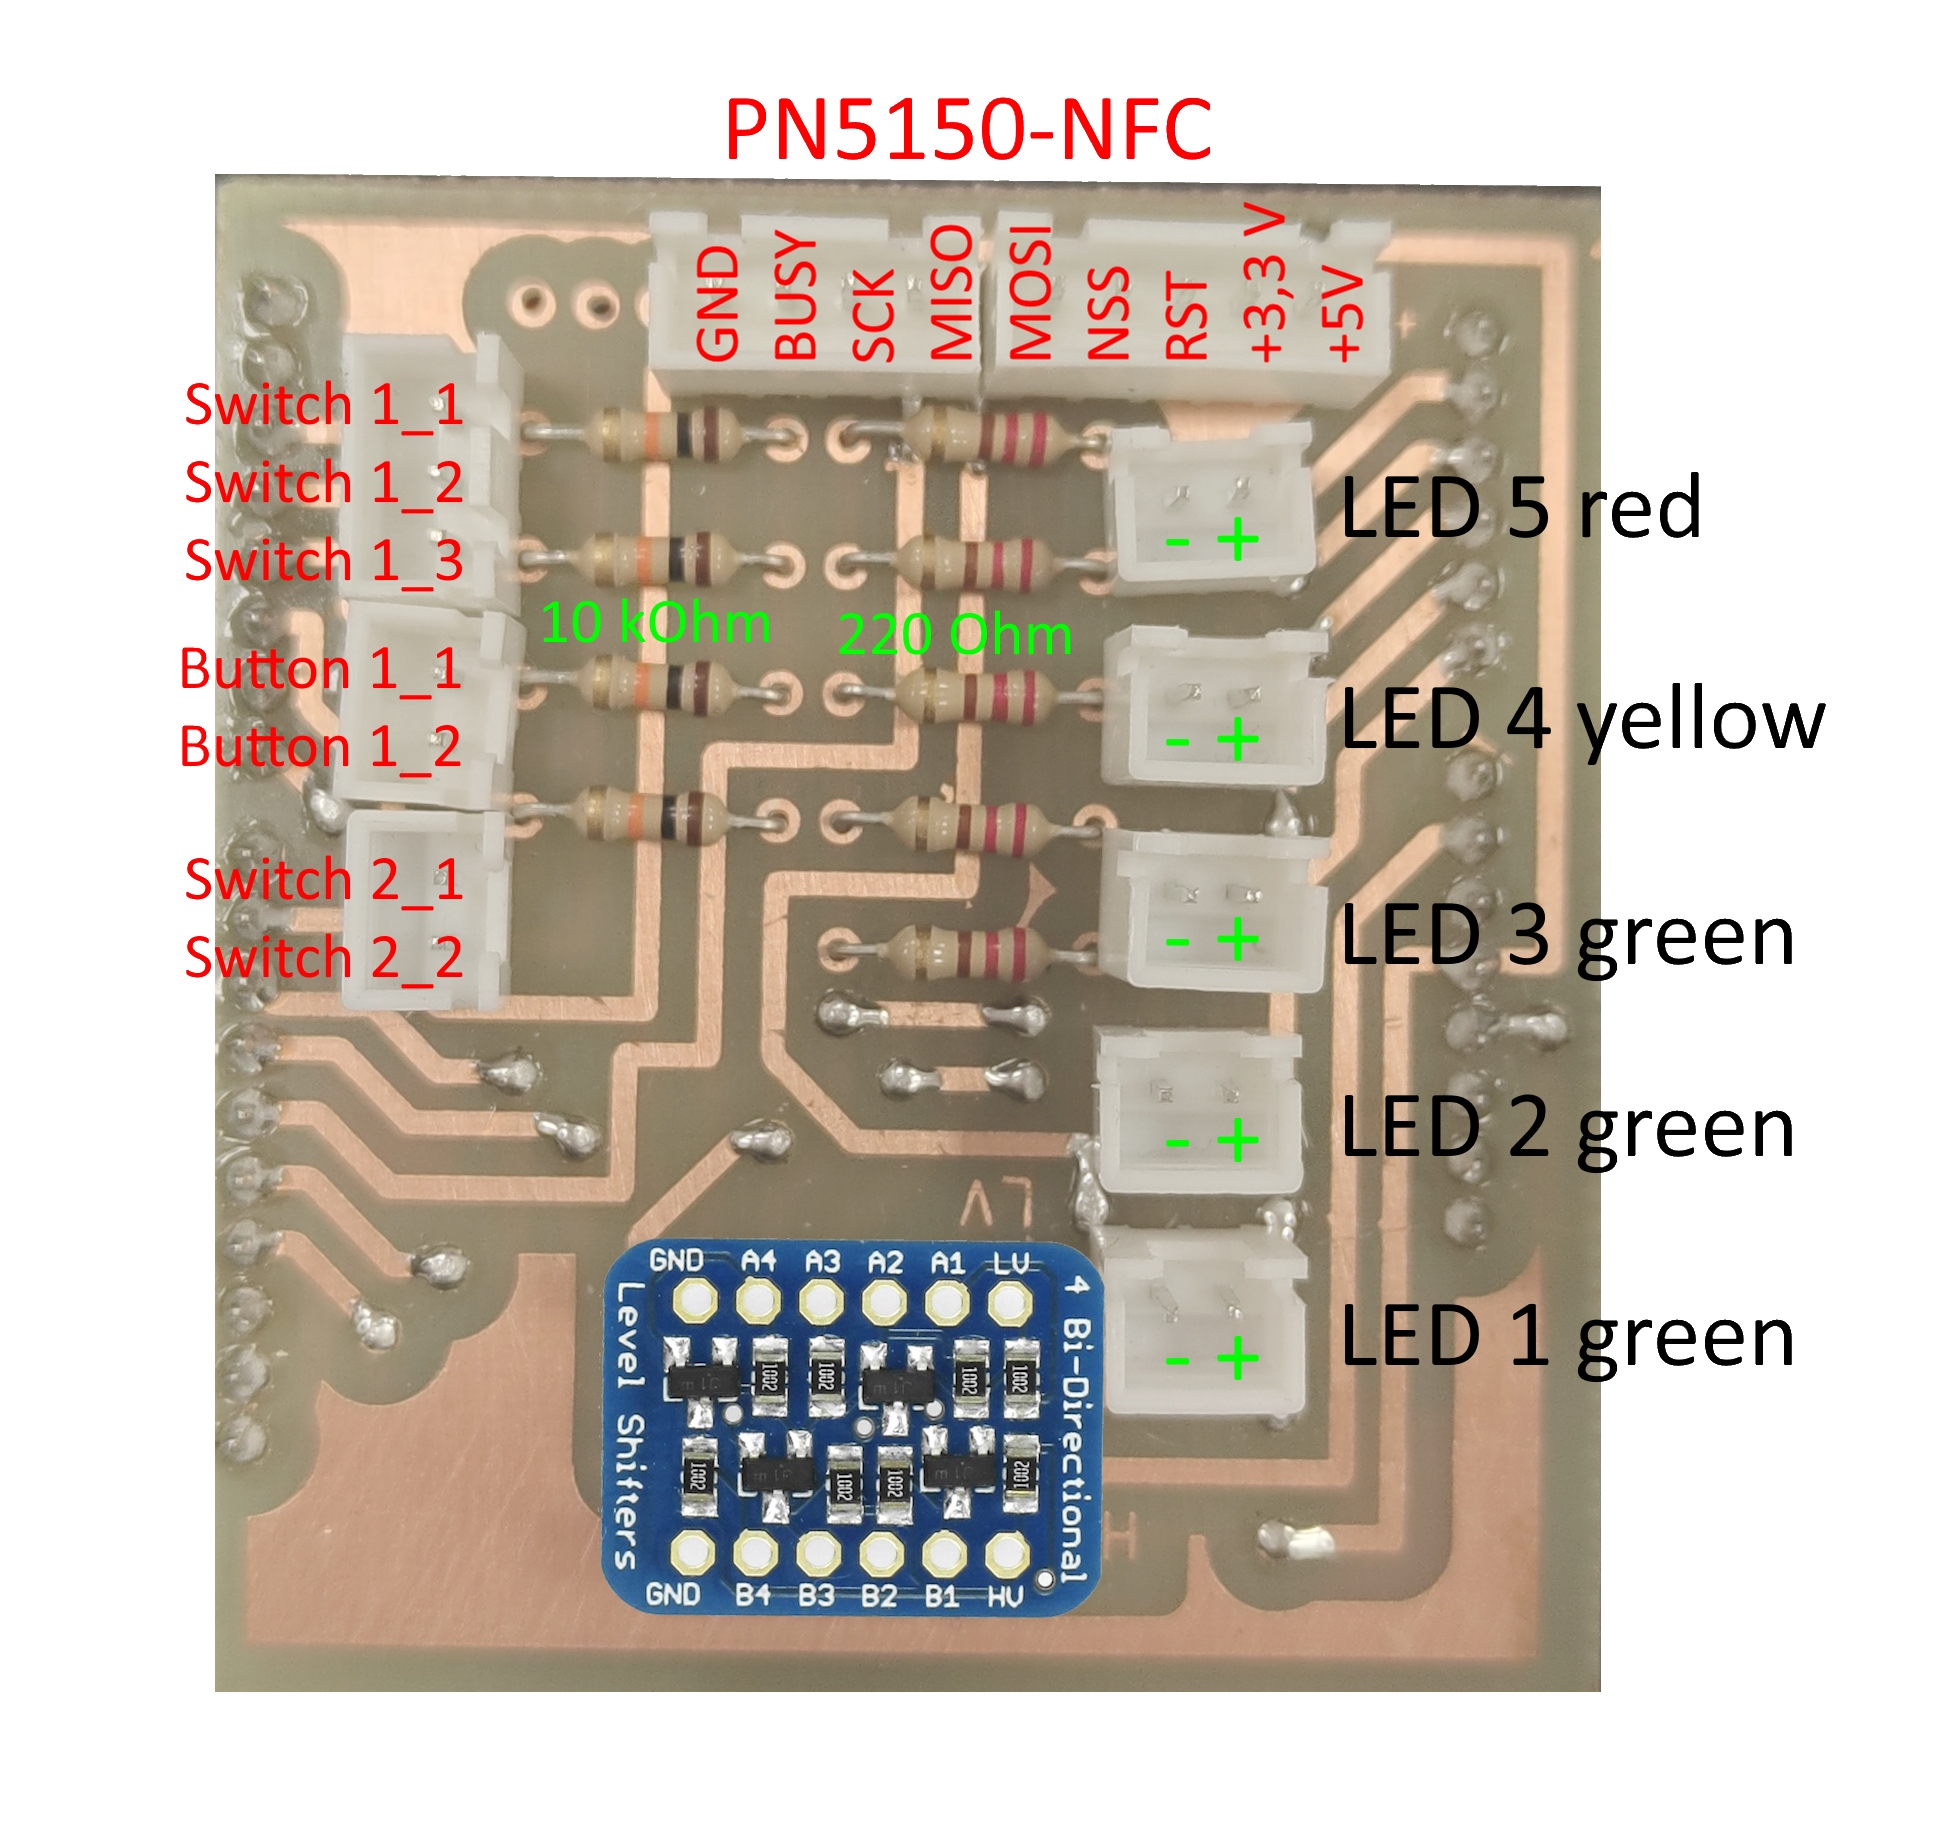 PN5150-NFC
GND
BUSY
SCK
MISO
MOSI
NSS
RST
+3,3 V
+5V
+
Switch 1_1
Switch 1_2
Switch 1_3
Button 1_1
Button 1_2
Switch 2_1
Switch 2_2
10 kOhm
220 Ohm
LED 5 red
- +
LED 4 yellow
- +
LED 3 green
- +
LED 2 green
- +
LED 1 green
- +
LV
GND A4 A3 A2 A1 LV
Level Shifters
4 Bi-Directional
1002
1002
1002
1002
1002
1002
1002
1002
GND B4 B3 B2 B1 HV
H